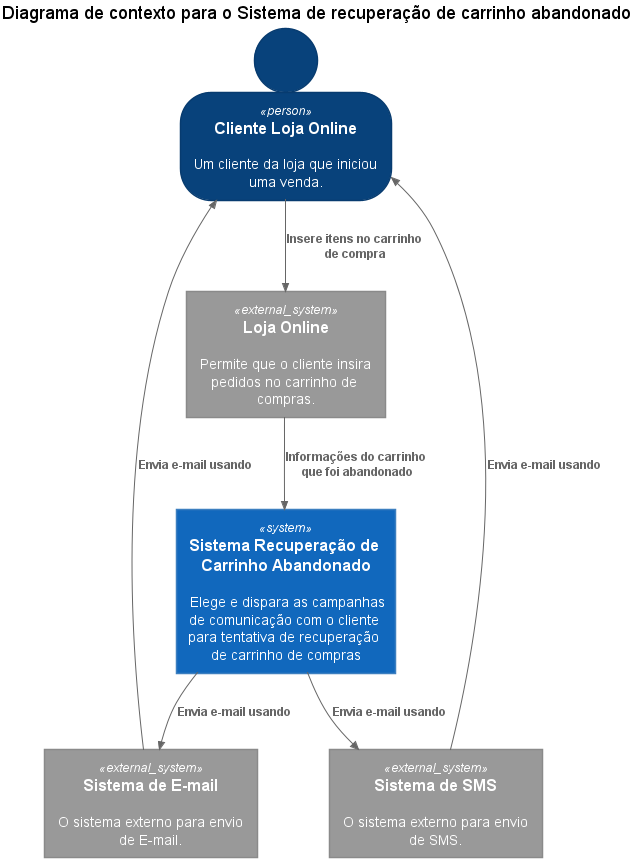 Diagrama de contexto para o Sistema de recuperação de carrinho abandonado
«person»
Cliente Loja Online
Um cliente da loja que iniciou
uma venda.
Insere itens no carrinho
de compra
«external_system»
Loja Online
Permite que o cliente insira
pedidos no carrinho de
compras.
Envia e-mail usando
Informações do carrinho
que foi abandonado
Envia e-mail usando
«system»
Sistema Recuperação de
Carrinho Abandonado
Elege e dispara as campanhas
de comunicação com o cliente
para tentativa de recuperação
de carrinho de compras
Envia e-mail usando
Envia e-mail usando
«external_system»
Sistema de E-mail
O sistema externo para envio
de E-mail.
«external_system»
Sistema de SMS
O sistema externo para envio
de SMS.